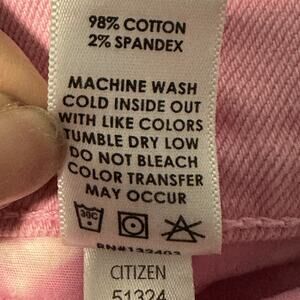 98% COTTON
2% SPANDEX
MACHINE WASH
COLD INSIDE OUT
WITH LIKE COLORS
TUMBLE DRY LOW
DO NOT BLEACH
COLOR TRANSFER
MAY OCCUR
30C
CITIZEN
51324